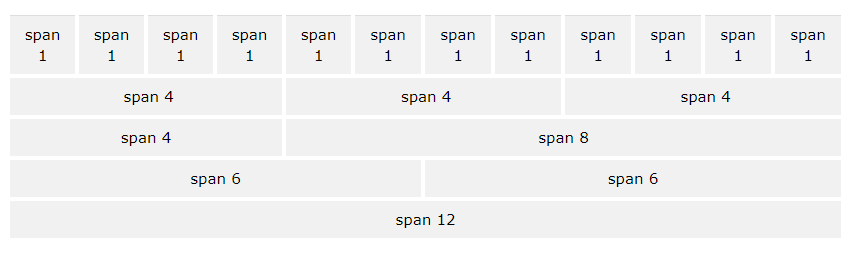 span span span span span span span span span span span span
1 1 1 1 1 1 1 1 1 1 1 1
span 4 span 4 span 4
span 4 span 8
span 6 span 6
span 12